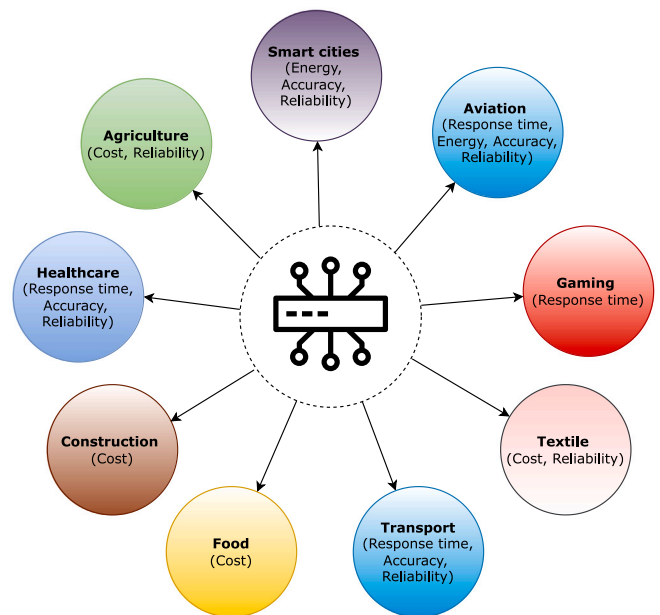 Smart cities
(Energy,
Accuracy,
Reliability)
Aviation
(Response time,
Energy, Accuracy,
Reliability)
Agriculture
(Cost, Reliability)
Healthcare
(Response time,
Accuracy,
Reliability)
Gaming
(Response time)
Construction
(Cost)
Textile
(Cost, Reliability)
Food
(Cost)
Transport
(Response time,
Accuracy,
Reliability)